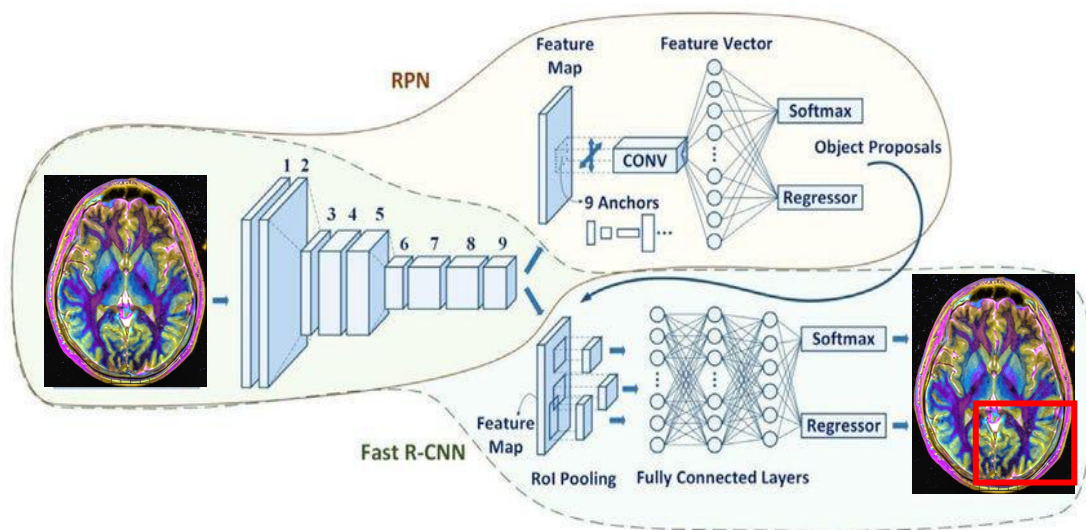 RPN
Feature
Map
Feature Vector
CONV
9 Anchors
Softmax
Regressor
Object Proposals
1 2
3 4 5
6 7 8 9
Feature
Map
RoI Pooling
Fully Connected Layers
Softmax
Regressor
Fast R-CNN